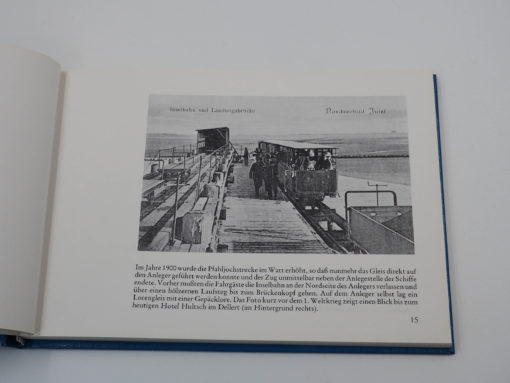 Inselbahn und Landungsbrücke
Nordseebad Juist
Im Jahre 1900 wurde die Pfahljochstrecke im Watt erhöht, so daß nunmehr das Gleis direkt auf
den Anleger geführt werden konnte und der Zug unmittelbar neben der Anlegestelle der Schiffe
endete. Vorher mußten die Fahrgäste die Inselbahn an der Nordseite des Anlegers verlassen und
über einen hölzernen Laufsteg bis zum Brückenkopf gehen. Auf dem Anleger selbst lag ein
Lorengleis mit einer Gepäcklore. Das Foto kurz vor dem 1. Weltkrieg zeigt einen Blick bis zum
heutigen Hotel Hultsch im Dellert (im Hintergrund rechts).
15